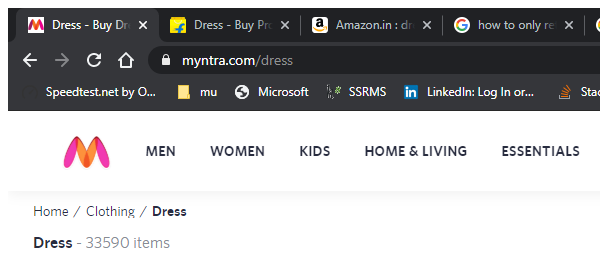 Dress - Buy Dr Dress - Buy Pr Amazon.in : dr how to only re
myntra.com/dress
Speedtest.net by O... mu Microsoft SSRMS LinkedIn: Log In or... Stac
MEN WOMEN KIDS HOME & LIVING ESSENTIALS
Home / Clothing / Dress
Dress - 33590 items